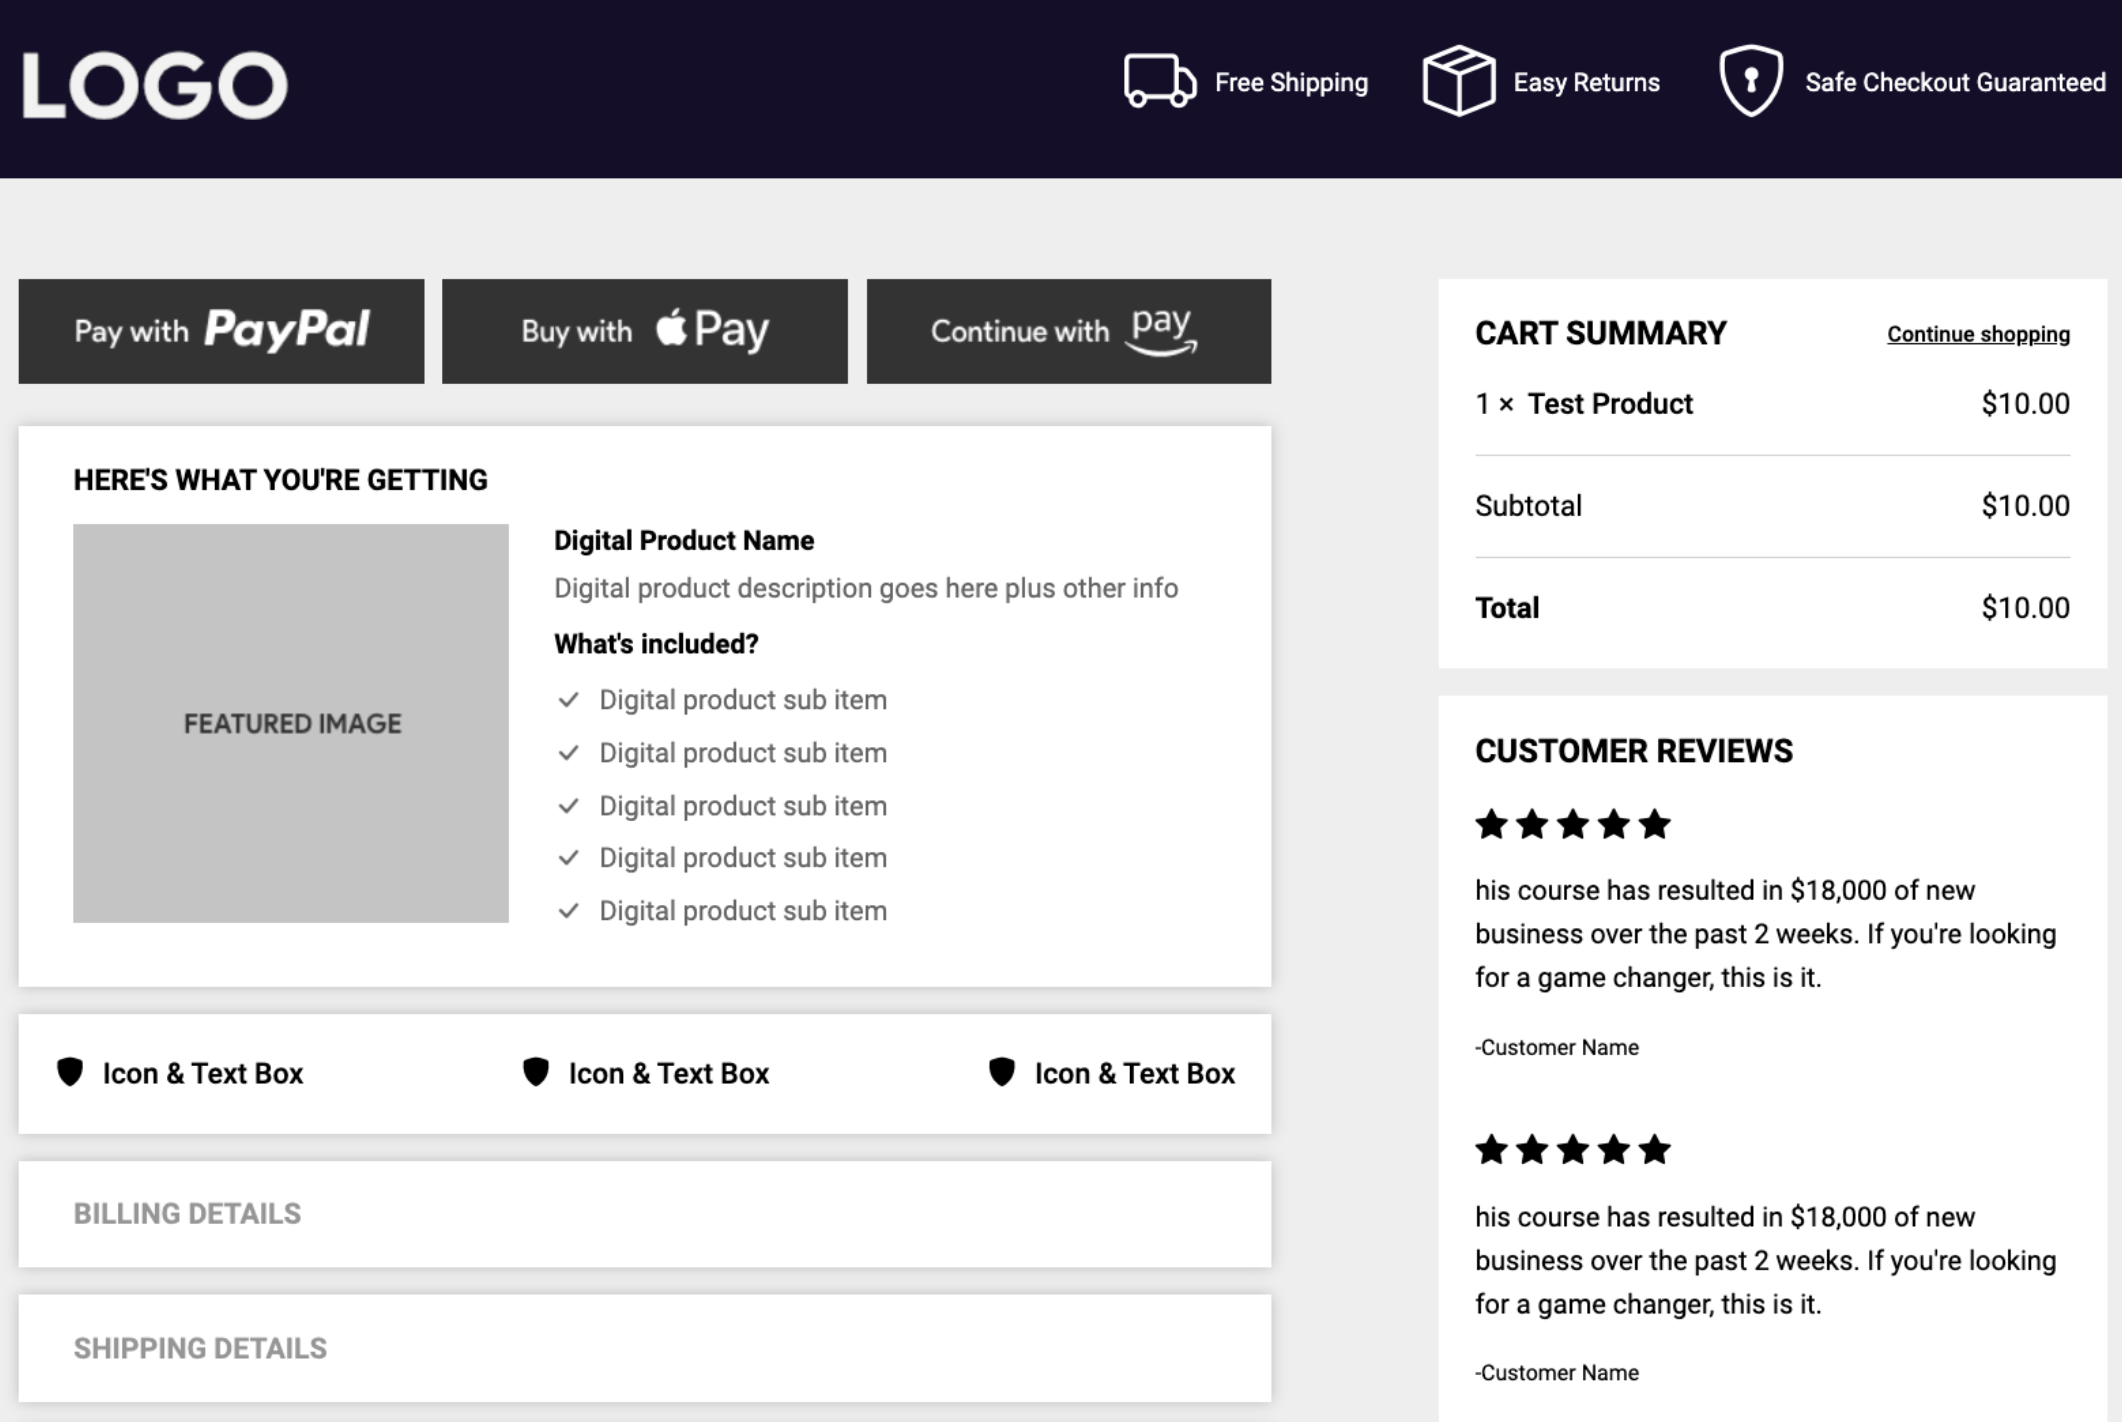 LOGO
Free Shipping
Easy Returns
Safe Checkout Guaranteed
Pay with PayPal
Buy with Pay
Continue with pay
HERE'S WHAT YOU'RE GETTING
FEATURED IMAGE
Digital Product Name
Digital product description goes here plus other info
What's included?
Digital product sub item
Digital product sub item
Digital product sub item
Digital product sub item
Digital product sub item
Icon & Text Box
Icon & Text Box
Icon & Text Box
BILLING DETAILS
SHIPPING DETAILS
CART SUMMARY
Continue shopping
1 × Test Product $10.00
Subtotal $10.00
Total $10.00
CUSTOMER REVIEWS
his course has resulted in $18,000 of new
business over the past 2 weeks. If you're looking
for a game changer, this is it.
-Customer Name
his course has resulted in $18,000 of new
business over the past 2 weeks. If you're looking
for a game changer, this is it.
-Customer Name